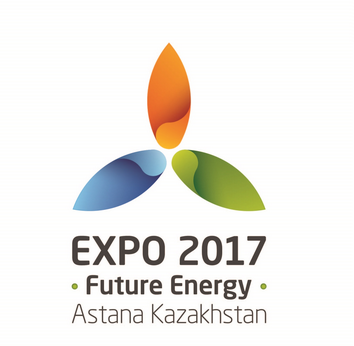 EXPO 2017
• Future Energy •
Astana Kazakhstan